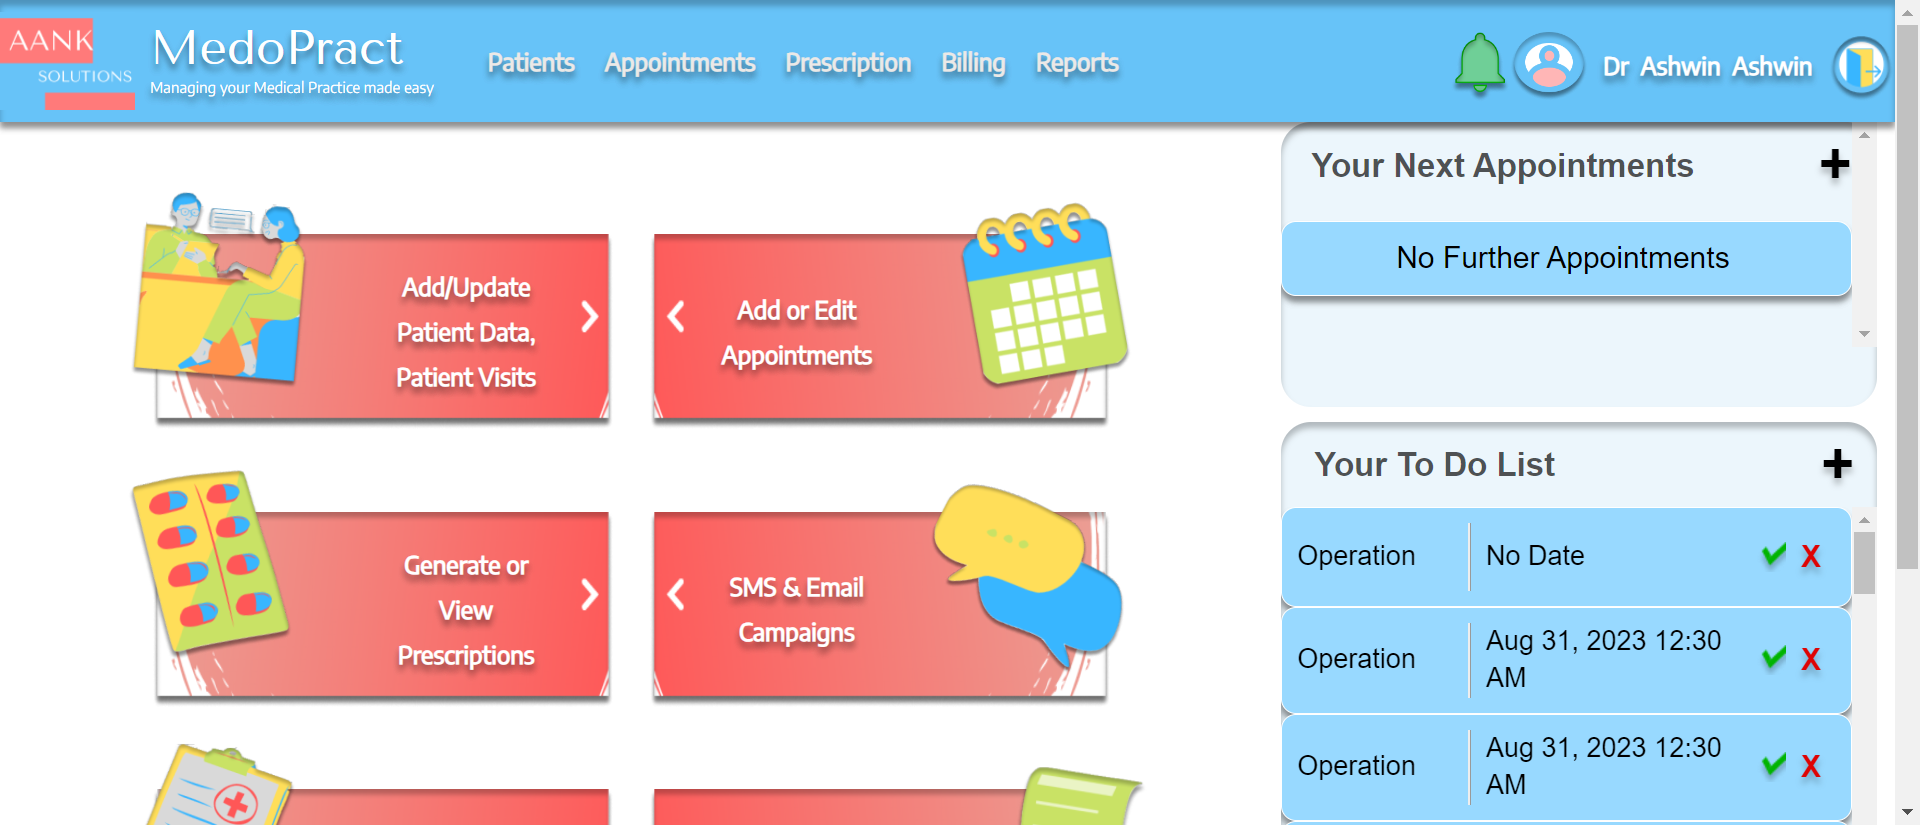 AANK
SOLUTIONS
MedoPract
Managing your Medical Practice made easy
Patients
Appointments
Prescription
Billing
Reports
Dr Ashwin Ashwin
Add/Update
Patient Data,
Patient Visits
Add or Edit
Appointments
Generate or
View
Prescriptions
SMS & Email
Campaigns
Your Next Appointments
No Further Appointments
Your To Do List
Operation
No Date
X
Operation
Aug 31, 2023 12:30
AM
X
Operation
Aug 31, 2023 12:30
AM
X